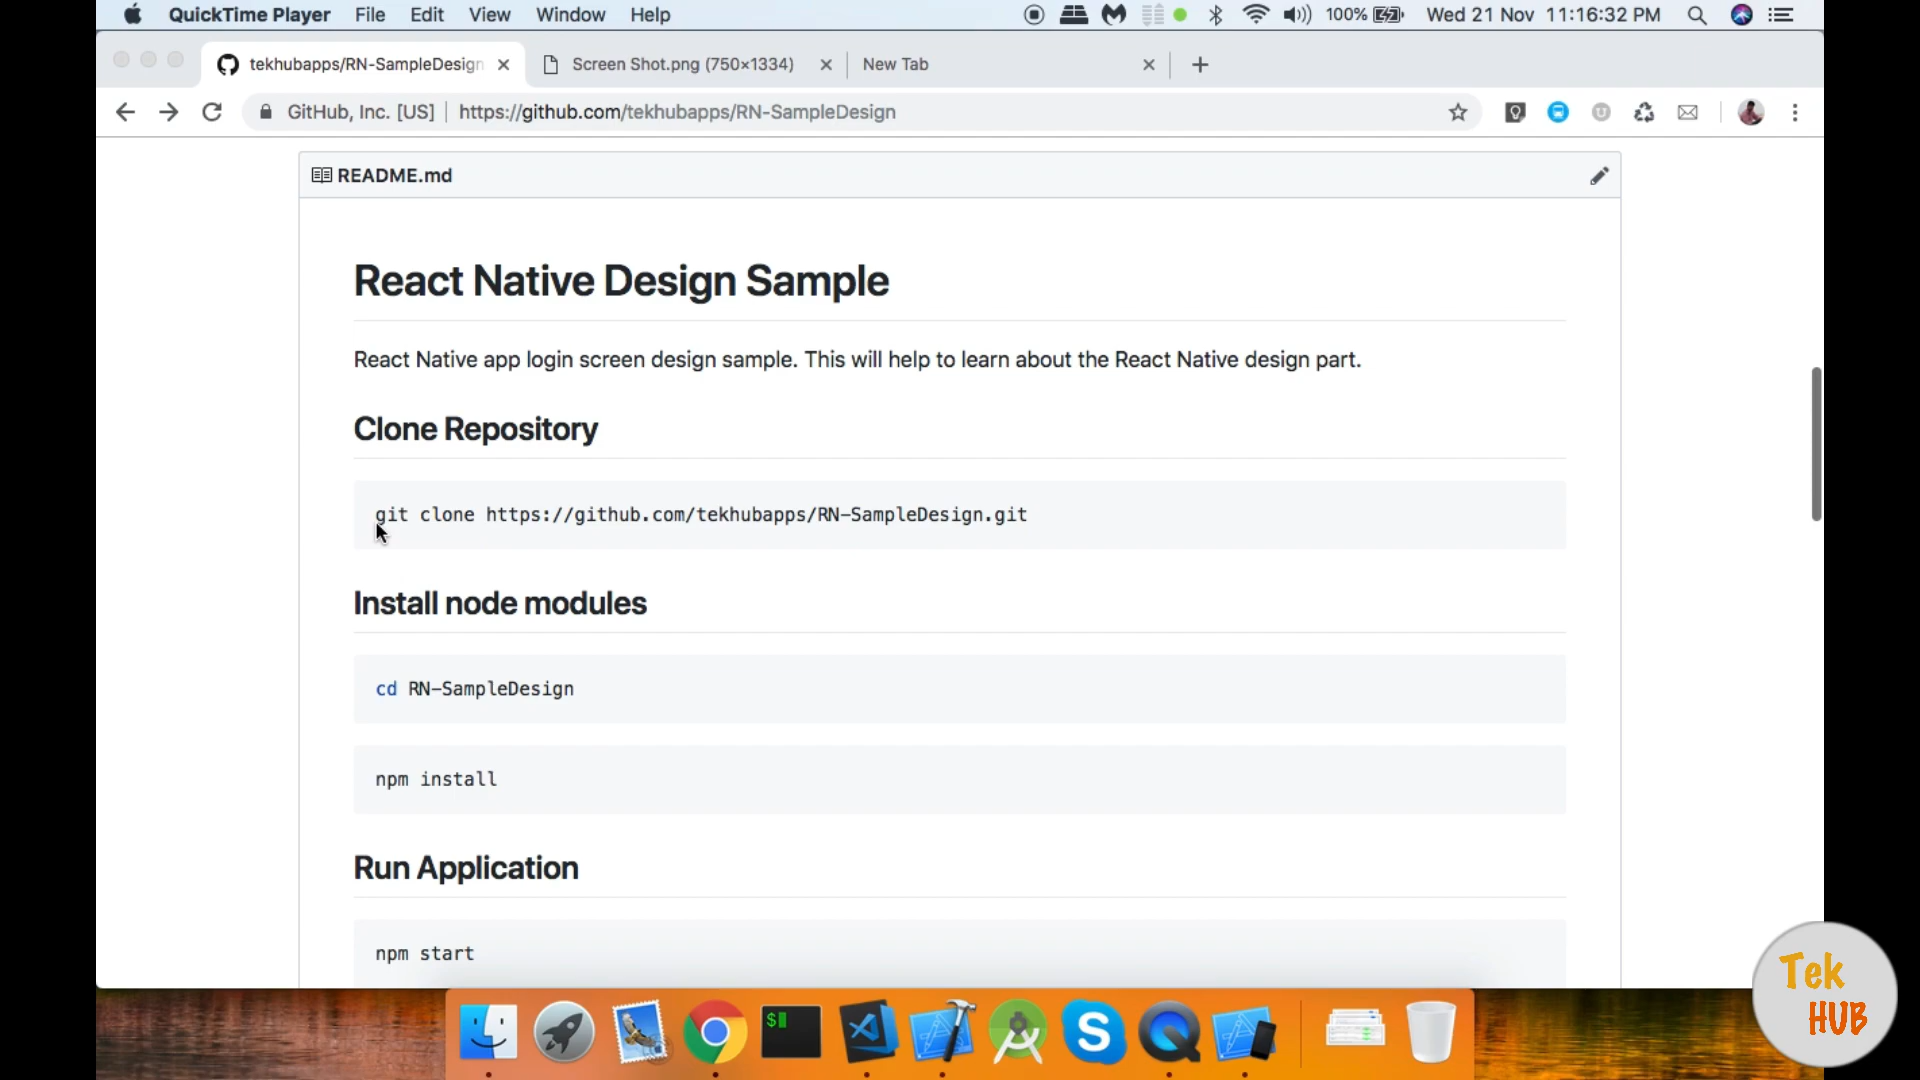 QuickTime Player File Edit View Window Help 100% Wed 21 Nov 11:16:32 PM
tekhubapps/RN-SampleDesign Screen Shot.png (750×1334) New Tab
GitHub, Inc. [US] https://github.com/tekhubapps/RN-SampleDesign
README.md
React Native Design Sample
React Native app login screen design sample. This will help to learn about the React Native design part.
Clone Repository
git clone https://github.com/tekhubapps/RN-SampleDesign.git
Install node modules
cd RN-SampleDesign
npm install
Run Application
npm start
Tek
HUB